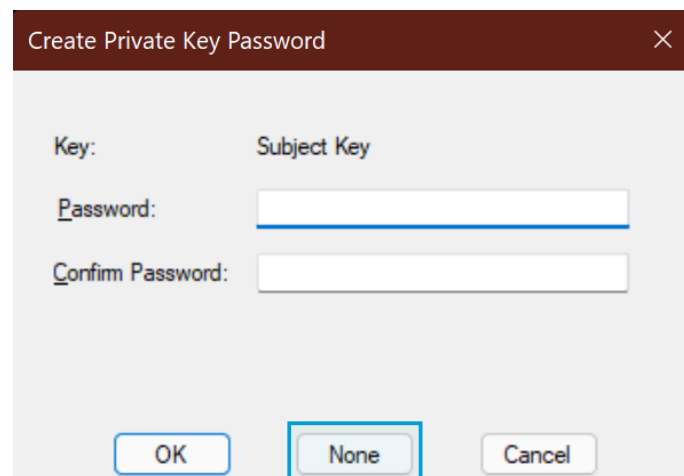 Create Private Key Password
Key: Subject Key
Password:
Confirm Password:
OK None Cancel